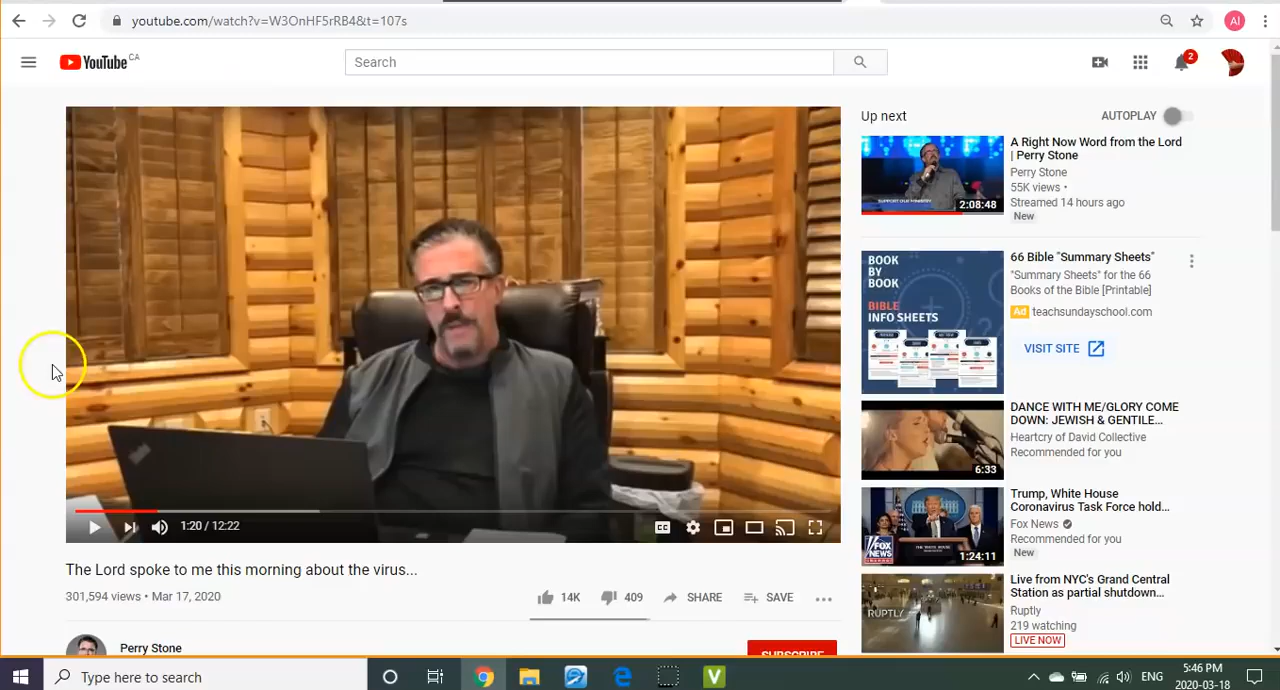 youtube.com/watch?v=W3OnHF5rRB4&t=107s
AI
YouTube CA
Search
2
Up next
AUTOPLAY
A Right Now Word from the Lord
| Perry Stone
Perry Stone
55K views •
Streamed 14 hours ago
New
SUPPORT OUR MINISTRY
2:08:48
BOOK
BY
BOOK
BIBLE
INFO SHEETS
66 Bible "Summary Sheets"
"Summary Sheets" for the 66
Books of the Bible [Printable]
Ad teachsundayschool.com
VISIT SITE
DANCE WITH ME/GLORY COME
DOWN: JEWISH & GENTILE...
Heartcry of David Collective
Recommended for you
6:33
Trump, White House
Coronavirus Task Force hold...
Fox News
Recommended for you
New
FOX
NEWS
1:24:11
Live from NYC's Grand Central
Station as partial shutdown...
Ruptly
219 watching
LIVE NOW
RUPTLY
1:20 / 12:22
CC
The Lord spoke to me this morning about the virus...
301,594 views • Mar 17, 2020
14K
409
SHARE
SAVE
Perry Stone
SUBSCRIBE
Type here to search
ENG
5:46 PM
2020-03-18